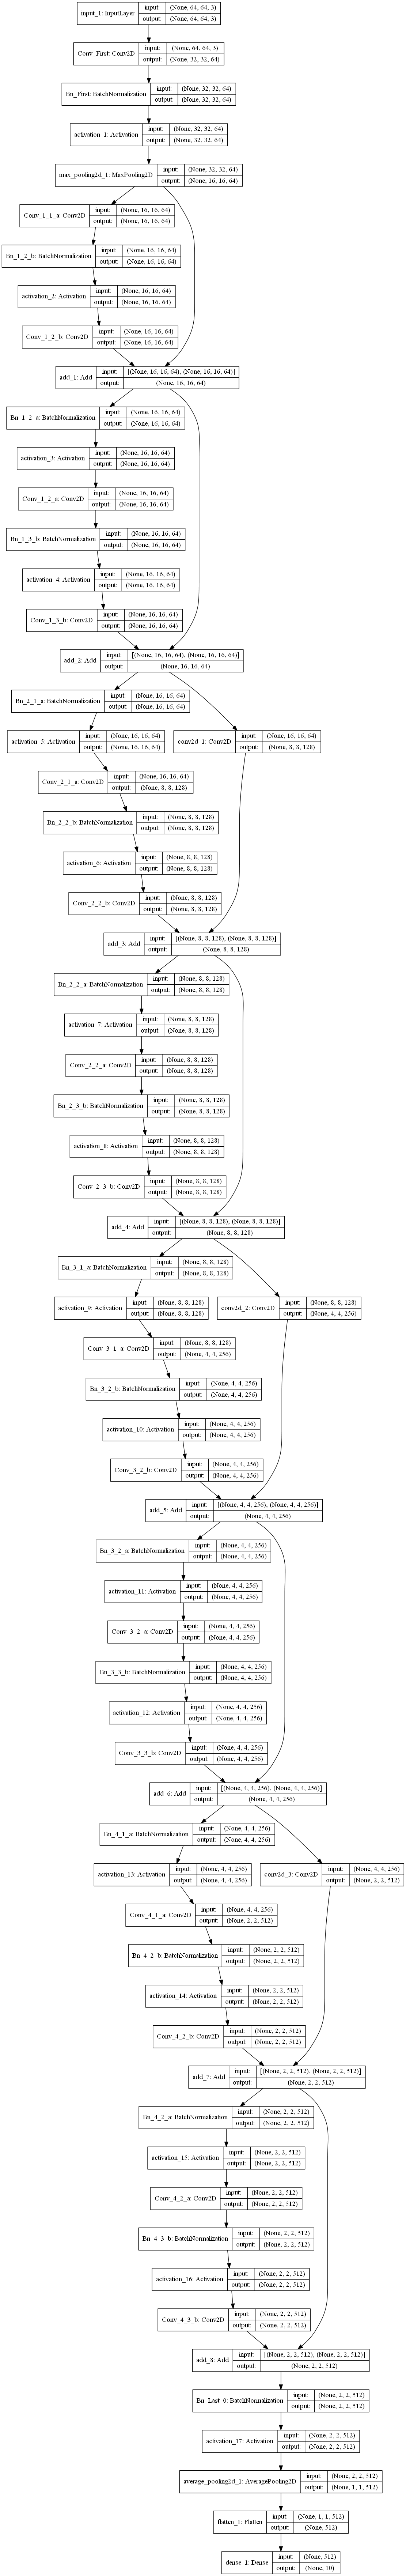 input_1: InputLayer input: (None, 64, 64, 3)
output: (None, 64, 64, 3)
Conv_First: Conv2D input: (None, 64, 64, 3)
output: (None, 32, 32, 64)
Bn_First: BatchNormalization input: (None, 32, 32, 64)
output: (None, 32, 32, 64)
activation_1: Activation input: (None, 32, 32, 64)
output: (None, 32, 32, 64)
max_pooling2d_1: MaxPooling2D input: (None, 32, 32, 64)
output: (None, 16, 16, 64)
Conv_1_1_a: Conv2D input: (None, 16, 16, 64)
output: (None, 16, 16, 64)
Bn_1_2_b: BatchNormalization input: (None, 16, 16, 64)
output: (None, 16, 16, 64)
activation_2: Activation input: (None, 16, 16, 64)
output: (None, 16, 16, 64)
Conv_1_2_b: Conv2D input: (None, 16, 16, 64)
output: (None, 16, 16, 64)
add_1: Add input: [(None, 16, 16, 64), (None, 16, 16, 64)]
output: (None, 16, 16, 64)
Bn_1_2_a: BatchNormalization input: (None, 16, 16, 64)
output: (None, 16, 16, 64)
activation_3: Activation input: (None, 16, 16, 64)
output: (None, 16, 16, 64)
Conv_1_2_a: Conv2D input: (None, 16, 16, 64)
output: (None, 16, 16, 64)
Bn_1_3_b: BatchNormalization input: (None, 16, 16, 64)
output: (None, 16, 16, 64)
activation_4: Activation input: (None, 16, 16, 64)
output: (None, 16, 16, 64)
Conv_1_3_b: Conv2D input: (None, 16, 16, 64)
output: (None, 16, 16, 64)
add_2: Add input: [(None, 16, 16, 64), (None, 16, 16, 64)]
output: (None, 16, 16, 64)
Bn_2_1_a: BatchNormalization input: (None, 16, 16, 64)
output: (None, 16, 16, 64)
activation_5: Activation input: (None, 16, 16, 64)
output: (None, 16, 16, 64)
conv2d_1: Conv2D input: (None, 16, 16, 64)
output: (None, 8, 8, 128)
Conv_2_1_a: Conv2D input: (None, 16, 16, 64)
output: (None, 8, 8, 128)
Bn_2_2_b: BatchNormalization input: (None, 8, 8, 128)
output: (None, 8, 8, 128)
activation_6: Activation input: (None, 8, 8, 128)
output: (None, 8, 8, 128)
Conv_2_2_b: Conv2D input: (None, 8, 8, 128)
output: (None, 8, 8, 128)
add_3: Add input: [(None, 8, 8, 128), (None, 8, 8, 128)]
output: (None, 8, 8, 128)
Bn_2_2_a: BatchNormalization input: (None, 8, 8, 128)
output: (None, 8, 8, 128)
activation_7: Activation input: (None, 8, 8, 128)
output: (None, 8, 8, 128)
Conv_2_2_a: Conv2D input: (None, 8, 8, 128)
output: (None, 8, 8, 128)
Bn_2_3_b: BatchNormalization input: (None, 8, 8, 128)
output: (None, 8, 8, 128)
activation_8: Activation input: (None, 8, 8, 128)
output: (None, 8, 8, 128)
Conv_2_3_b: Conv2D input: (None, 8, 8, 128)
output: (None, 8, 8, 128)
add_4: Add input: [(None, 8, 8, 128), (None, 8, 8, 128)]
output: (None, 8, 8, 128)
Bn_3_1_a: BatchNormalization input: (None, 8, 8, 128)
output: (None, 8, 8, 128)
activation_9: Activation input: (None, 8, 8, 128)
output: (None, 8, 8, 128)
conv2d_2: Conv2D input: (None, 8, 8, 128)
output: (None, 4, 4, 256)
Conv_3_1_a: Conv2D input: (None, 8, 8, 128)
output: (None, 4, 4, 256)
Bn_3_2_b: BatchNormalization input: (None, 4, 4, 256)
output: (None, 4, 4, 256)
activation_10: Activation input: (None, 4, 4, 256)
output: (None, 4, 4, 256)
Conv_3_2_b: Conv2D input: (None, 4, 4, 256)
output: (None, 4, 4, 256)
add_5: Add input: [(None, 4, 4, 256), (None, 4, 4, 256)]
output: (None, 4, 4, 256)
Bn_3_2_a: BatchNormalization input: (None, 4, 4, 256)
output: (None, 4, 4, 256)
activation_11: Activation input: (None, 4, 4, 256)
output: (None, 4, 4, 256)
Conv_3_2_a: Conv2D input: (None, 4, 4, 256)
output: (None, 4, 4, 256)
Bn_3_3_b: BatchNormalization input: (None, 4, 4, 256)
output: (None, 4, 4, 256)
activation_12: Activation input: (None, 4, 4, 256)
output: (None, 4, 4, 256)
Conv_3_3_b: Conv2D input: (None, 4, 4, 256)
output: (None, 4, 4, 256)
add_6: Add input: [(None, 4, 4, 256), (None, 4, 4, 256)]
output: (None, 4, 4, 256)
Bn_4_1_a: BatchNormalization input: (None, 4, 4, 256)
output: (None, 4, 4, 256)
activation_13: Activation input: (None, 4, 4, 256)
output: (None, 4, 4, 256)
conv2d_3: Conv2D input: (None, 4, 4, 256)
output: (None, 2, 2, 512)
Conv_4_1_a: Conv2D input: (None, 4, 4, 256)
output: (None, 2, 2, 512)
Bn_4_2_b: BatchNormalization input: (None, 2, 2, 512)
output: (None, 2, 2, 512)
activation_14: Activation input: (None, 2, 2, 512)
output: (None, 2, 2, 512)
Conv_4_2_b: Conv2D input: (None, 2, 2, 512)
output: (None, 2, 2, 512)
add_7: Add input: [(None, 2, 2, 512), (None, 2, 2, 512)]
output: (None, 2, 2, 512)
Bn_4_2_a: BatchNormalization input: (None, 2, 2, 512)
output: (None, 2, 2, 512)
activation_15: Activation input: (None, 2, 2, 512)
output: (None, 2, 2, 512)
Conv_4_2_a: Conv2D input: (None, 2, 2, 512)
output: (None, 2, 2, 512)
Bn_4_3_b: BatchNormalization input: (None, 2, 2, 512)
output: (None, 2, 2, 512)
activation_16: Activation input: (None, 2, 2, 512)
output: (None, 2, 2, 512)
Conv_4_3_b: Conv2D input: (None, 2, 2, 512)
output: (None, 2, 2, 512)
add_8: Add input: [(None, 2, 2, 512), (None, 2, 2, 512)]
output: (None, 2, 2, 512)
Bn_Last_0: BatchNormalization input: (None, 2, 2, 512)
output: (None, 2, 2, 512)
activation_17: Activation input: (None, 2, 2, 512)
output: (None, 2, 2, 512)
average_pooling2d_1: AveragePooling2D input: (None, 2, 2, 512)
output: (None, 1, 1, 512)
flatten_1: Flatten input: (None, 1, 1, 512)
output: (None, 512)
dense_1: Dense input: (None, 512)
output: (None, 10)